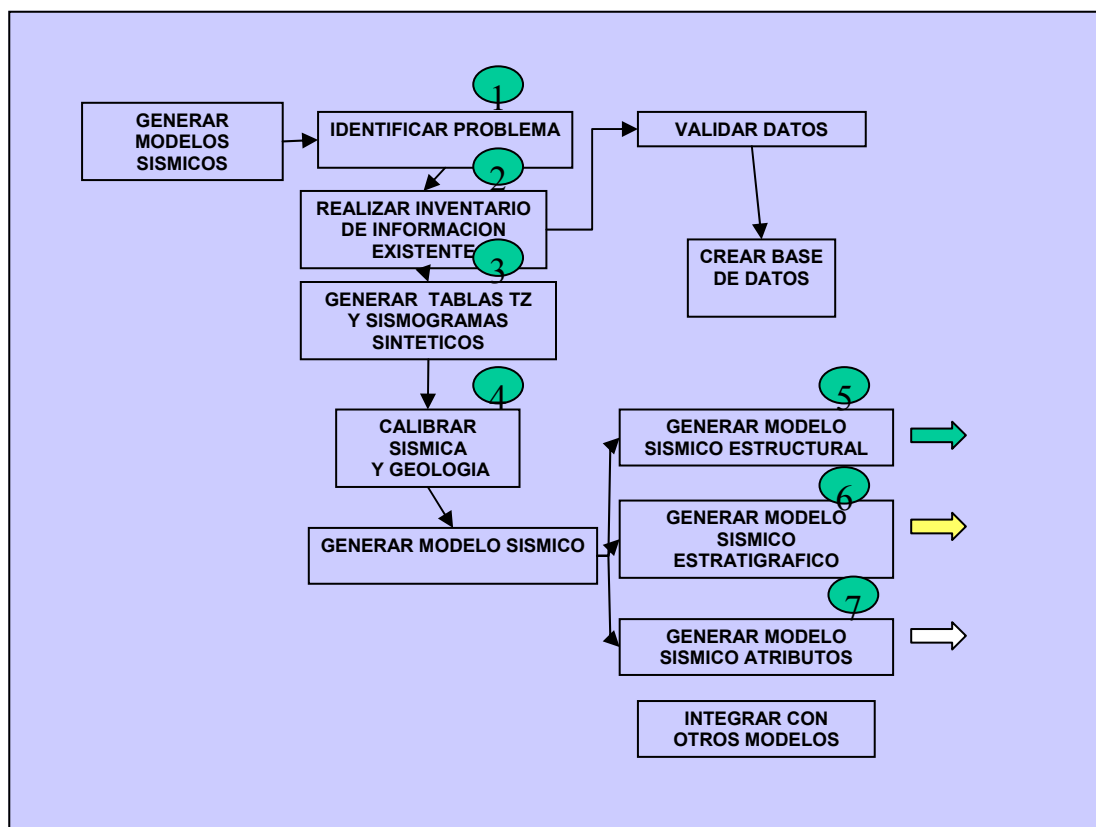 GENERAR
MODELOS
SISMICOS
1
IDENTIFICAR PROBLEMA
VALIDAR DATOS
2
REALIZAR INVENTARIO
DE INFORMACION
EXISTENTE
CREAR BASE
DE DATOS
3
GENERAR TABLAS TZ
Y SISMOGRAMAS
SINTETICOS
4
CALIBRAR
SISMICA
Y GEOLOGIA
GENERAR MODELO SISMICO
5
GENERAR MODELO
SISMICO ESTRUCTURAL
6
GENERAR MODELO
SISMICO
ESTRATIGRAFICO
7
GENERAR MODELO
SISMICO ATRIBUTOS
INTEGRAR CON
OTROS MODELOS